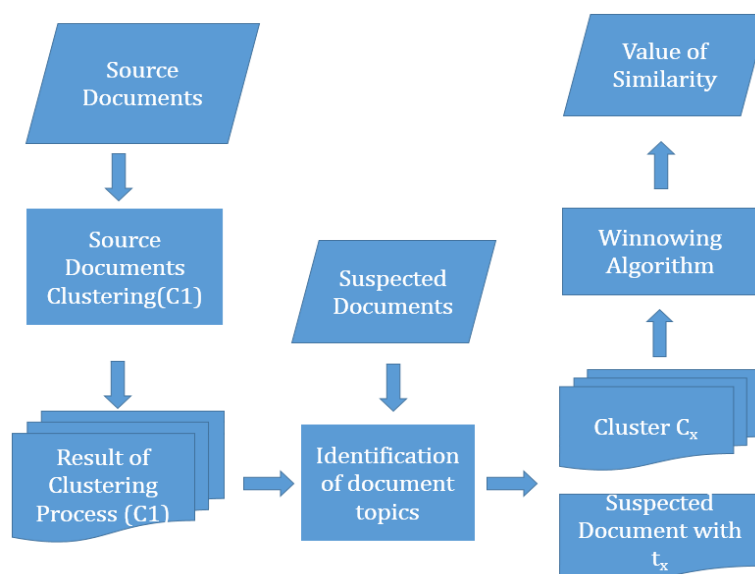 Source
Documents
Source
Documents
Clustering(C1)
Result of
Clustering
Process (C1)
Suspected
Documents
Identification
of document
topics
Value of
Similarity
Winnowing
Algorithm
Cluster Cₓ
Suspected
Document with
tₓ